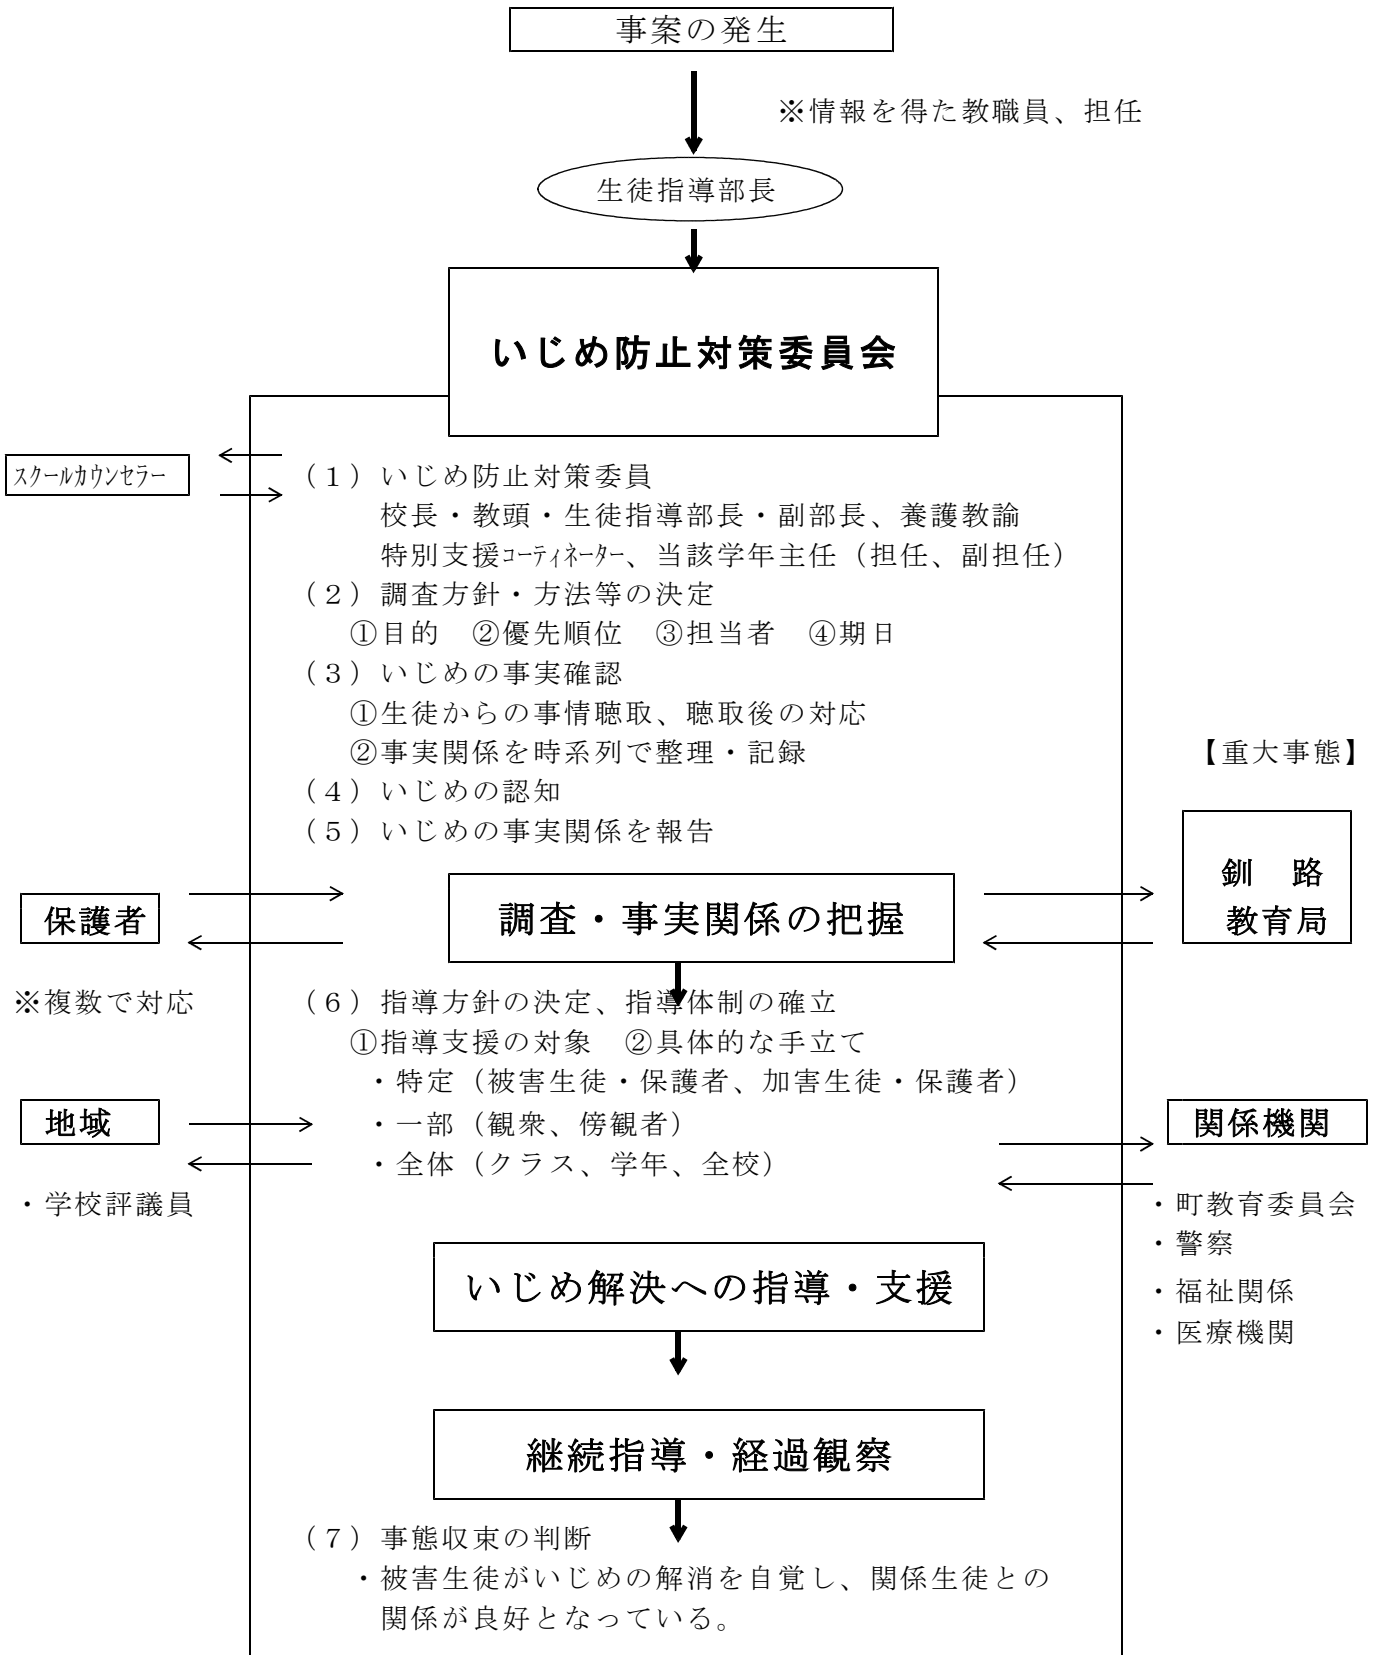 事案の発生
※情報を得た教職員、担任
生徒指導部長
いじめ防止対策委員会
スクールカウンセラー
（１）いじめ防止対策委員
校長・教頭・生徒指導部長・副部長、養護教諭
特別支援コーディネーター、当該学年主任（担任、副担任）
（２）調査方針・方法等の決定
①目的　②優先順位　③担当者　④期日
（３）いじめの事実確認
①生徒からの事情聴取、聴取後の対応
②事実関係を時系列で整理・記録
（４）いじめの認知
（５）いじめの事実関係を報告
【重大事態】
釧　路
教育局
保護者
調査・事実関係の把握
※複数で対応
（６）指導方針の決定、指導体制の確立
①指導支援の対象　②具体的な手立て
・特定（被害生徒・保護者、加害生徒・保護者）
・一部（観衆、傍観者）
・全体（クラス、学年、全校）
地域
・学校評議員
関係機関
・町教育委員会
・警察
・福祉関係
・医療機関
いじめ解決への指導・支援
継続指導・経過観察
（７）事態収束の判断
・被害生徒がいじめの解消を自覚し、関係生徒との
関係が良好となっている。